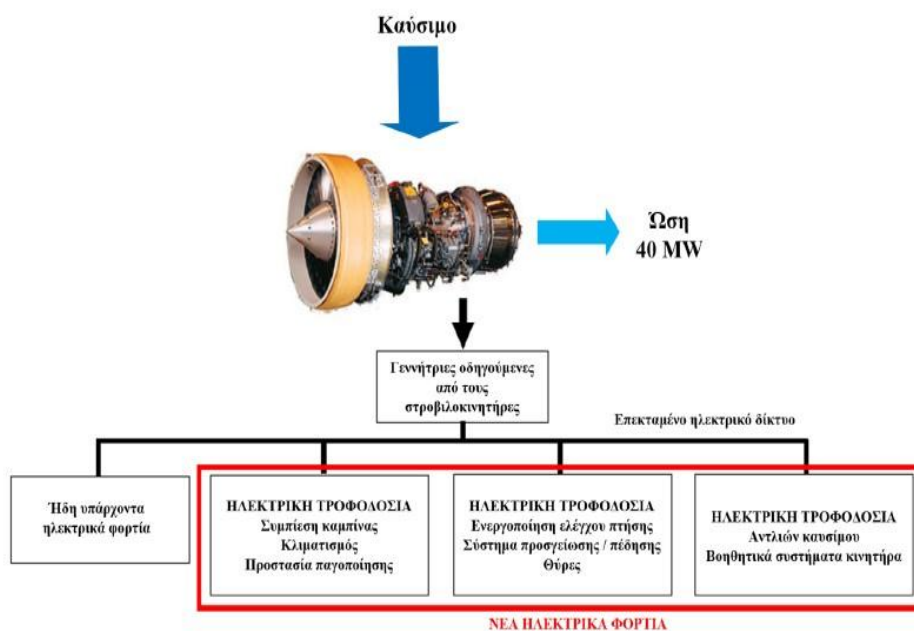 Καύσιμο
Ώση
40 MW
Γεννήτριες οδηγούμενες
από τους
στροβιλοκινητήρες
Επεκταμένο ηλεκτρικό δίκτυο
Ήδη υπάρχοντα
ηλεκτρικά φορτία
ΗΛΕΚΤΡΙΚΗ ΤΡΟΦΟΔΟΣΙΑ
Συμπίεση καμπίνας
Κλιματισμός
Προστασία παγοποίησης
ΗΛΕΚΤΡΙΚΗ ΤΡΟΦΟΔΟΣΙΑ
Ενεργοποίηση ελέγχου πτήσης
Σύστημα προσγείωσης / πέδησης
Θύρες
ΗΛΕΚΤΡΙΚΗ ΤΡΟΦΟΔΟΣΙΑ
Αντλιών καυσίμου
Βοηθητικά συστήματα κινητήρα
ΝΕΑ ΗΛΕΚΤΡΙΚΑ ΦΟΡΤΙΑ